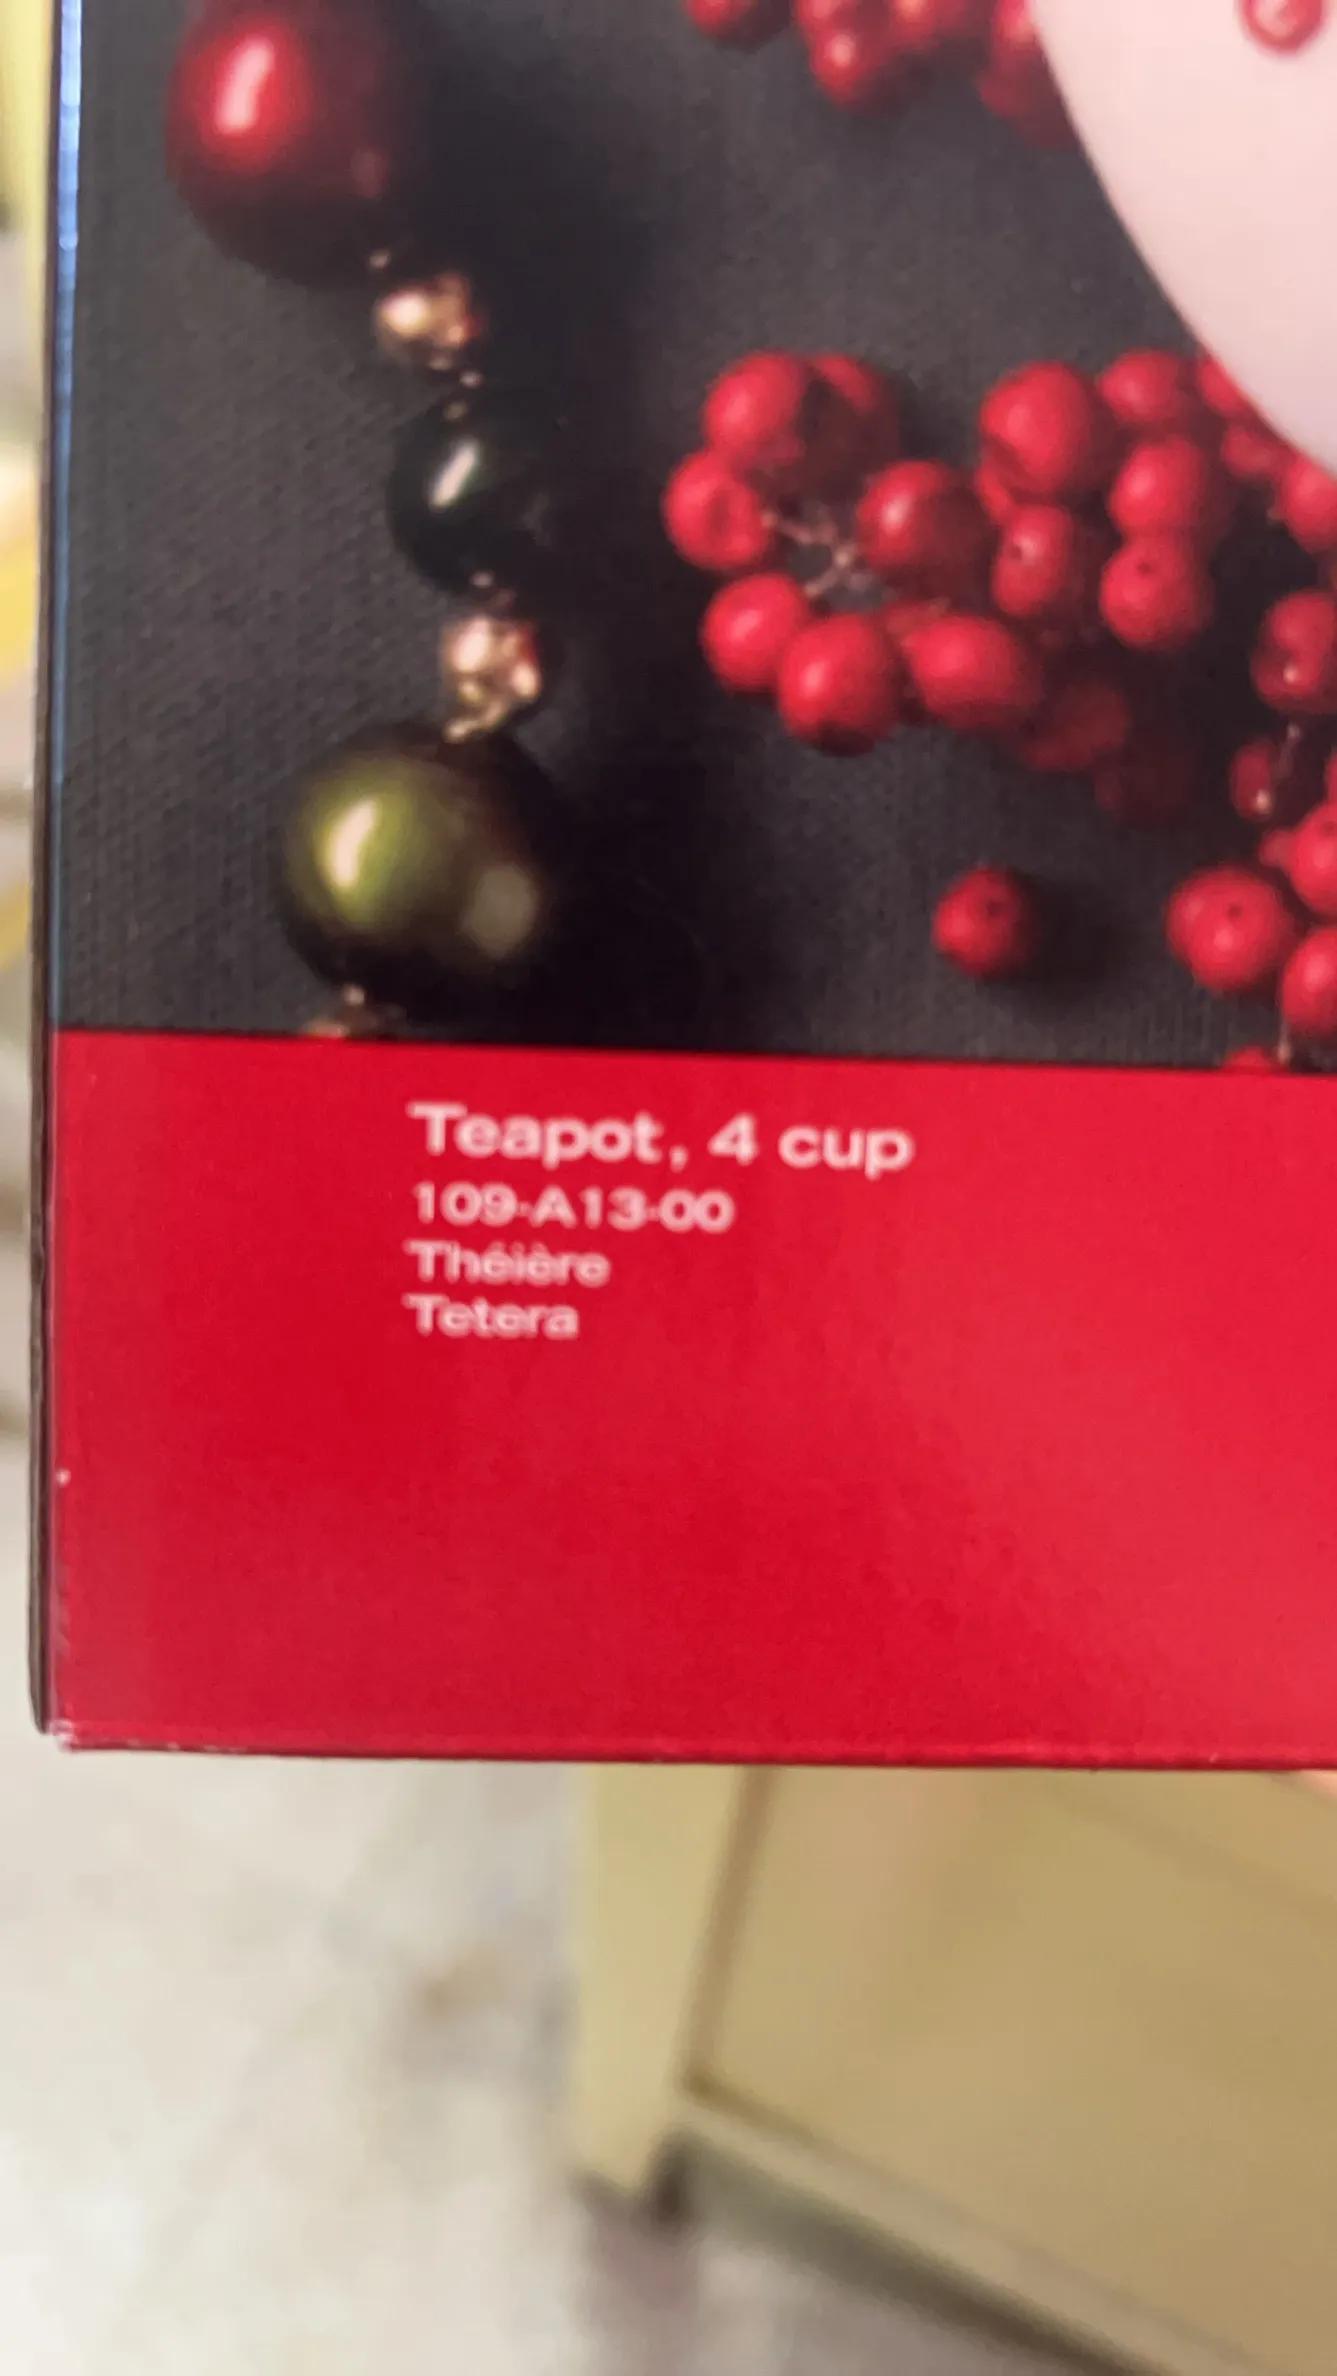 Teapot, 4 cup
109-A13-00
Théière
Tetera